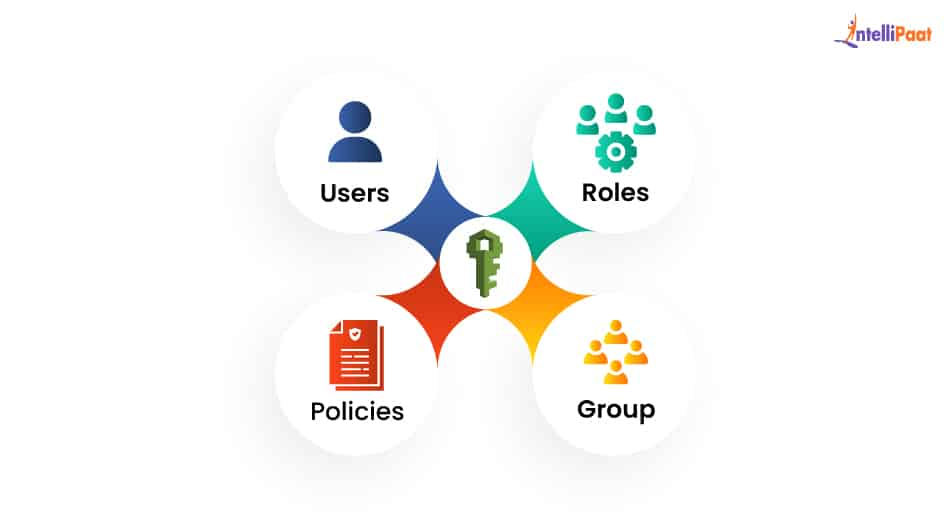 IntelliPaat
Users
Roles
Policies
Group